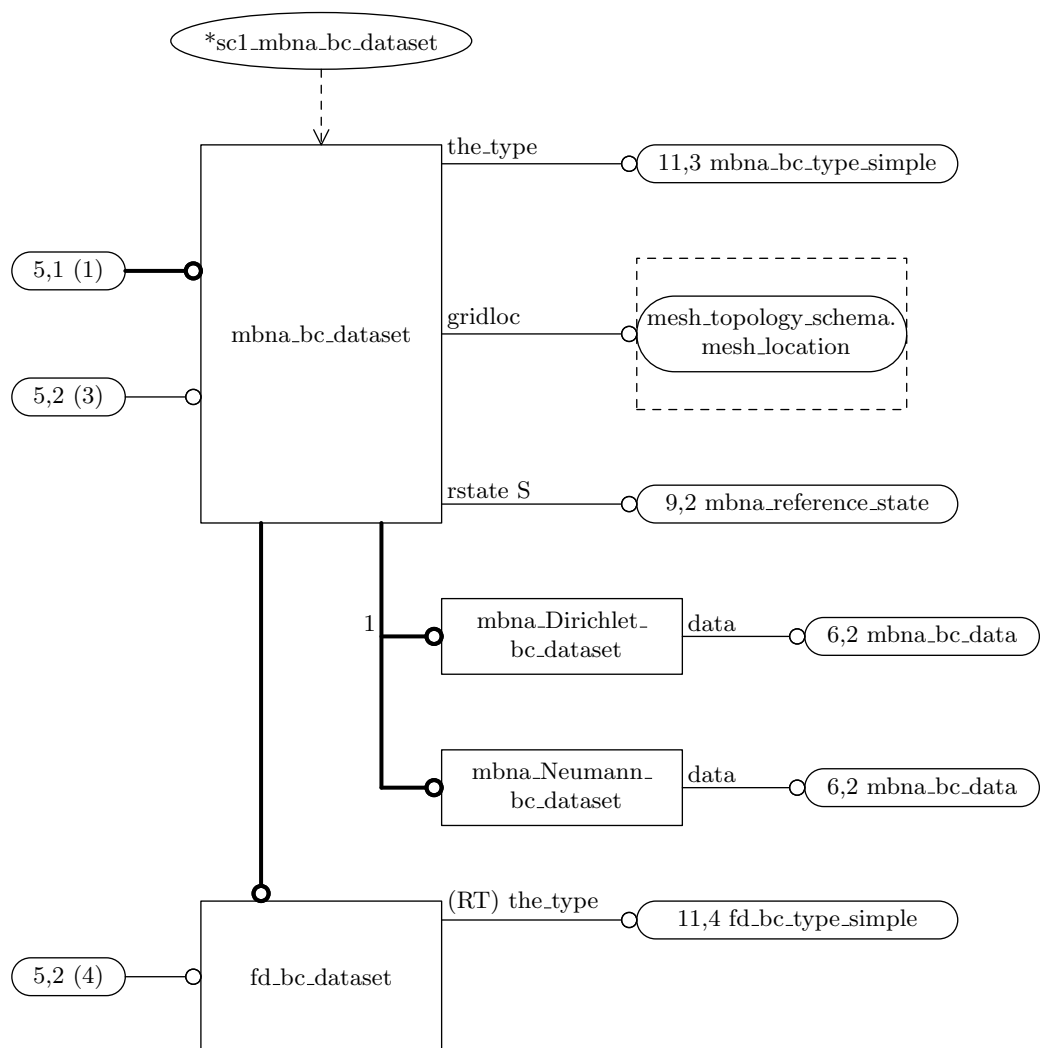 *sc1_mbna_bc_dataset
the_type
11,3 mbna_bc_type_simple
5,1 (1)
gridloc
mesh_topology_schema.
mesh_location
mbna_bc_dataset
5,2 (3)
rstate S
9,2 mbna_reference_state
1
mbna_Dirichlet_
bc_dataset
data
6,2 mbna_bc_data
mbna_Neumann_
bc_dataset
data
6,2 mbna_bc_data
(RT) the_type
11,4 fd_bc_type_simple
5,2 (4)
fd_bc_dataset